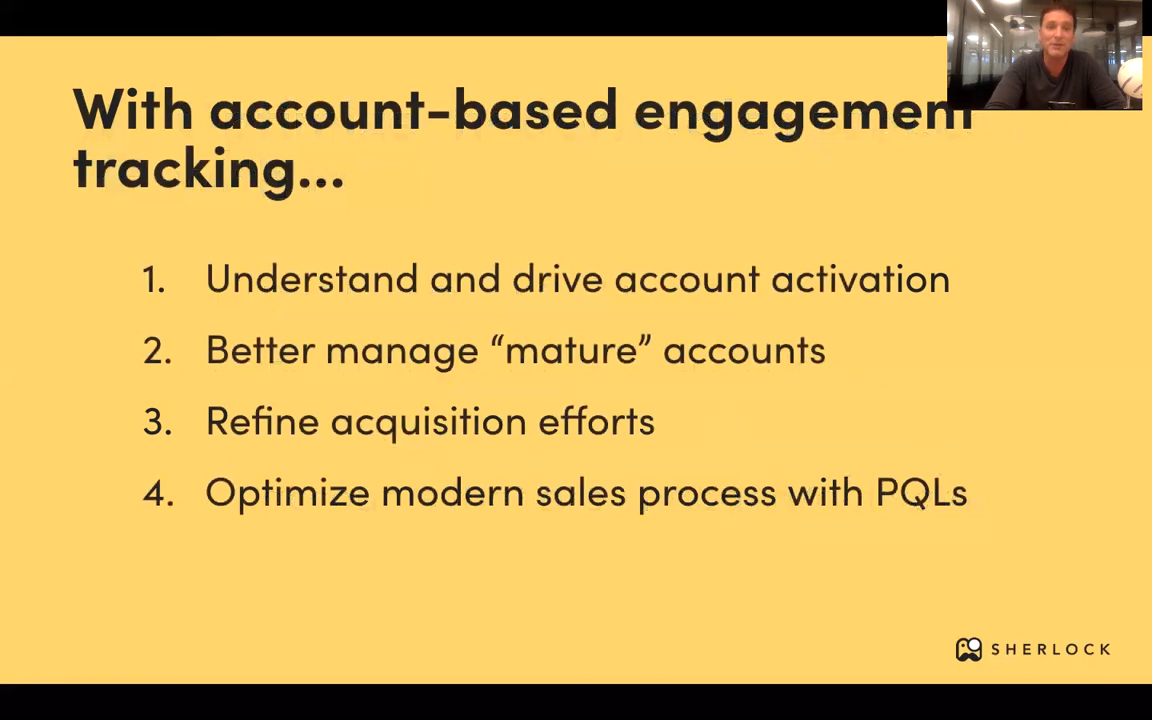 With account-based engagement
tracking...
1. Understand and drive account activation
2. Better manage “mature” accounts
3. Refine acquisition efforts
4. Optimize modern sales process with PQLs
SHERLOCK